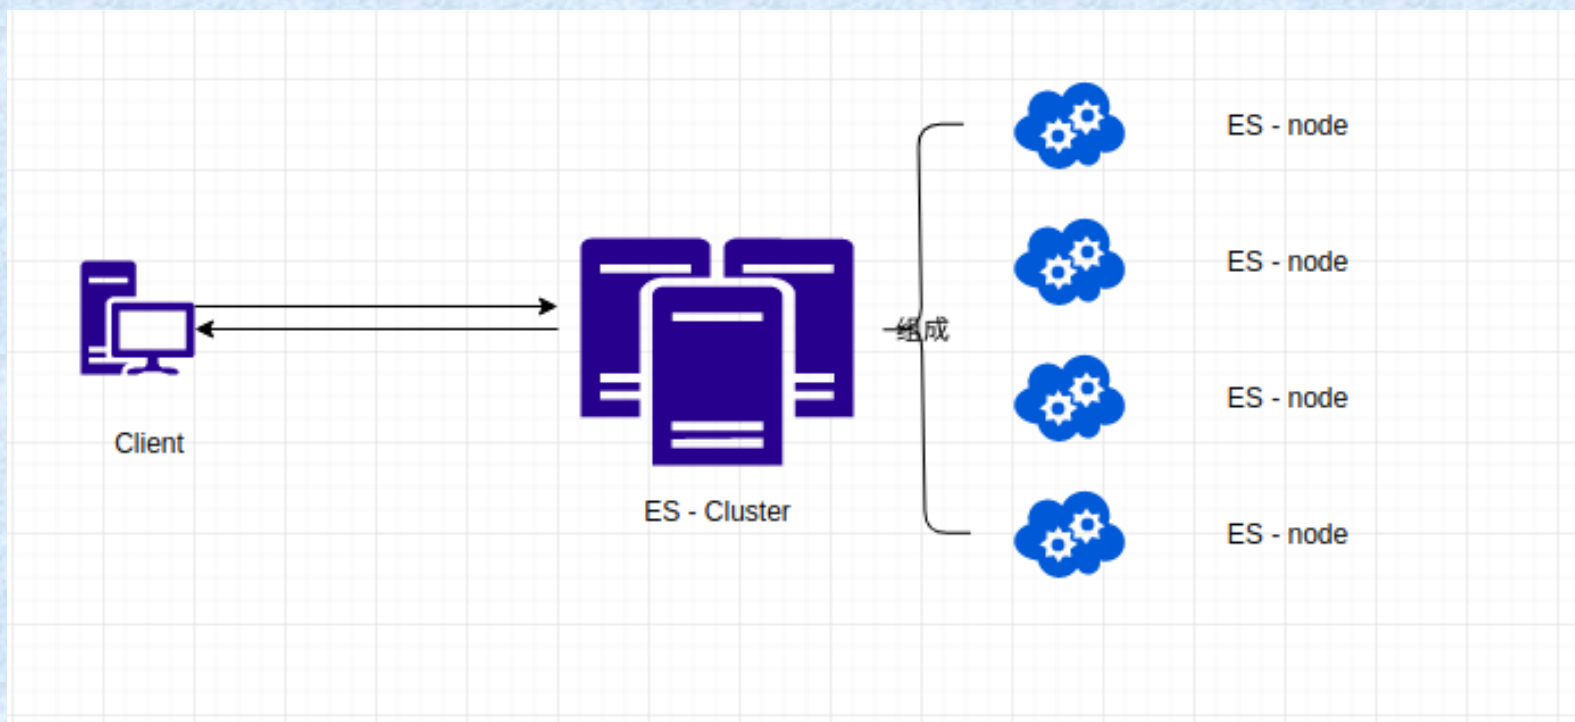 Client
ES - Cluster
组成
ES - node
ES - node
ES - node
ES - node